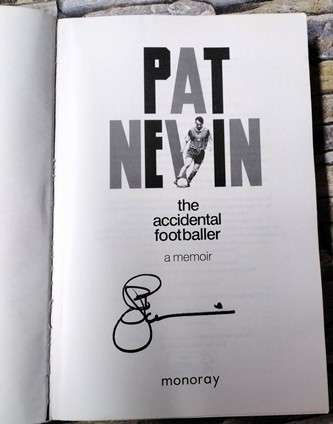 PAT
NEVIN
the
accidental
footballer
a memoir
monoray